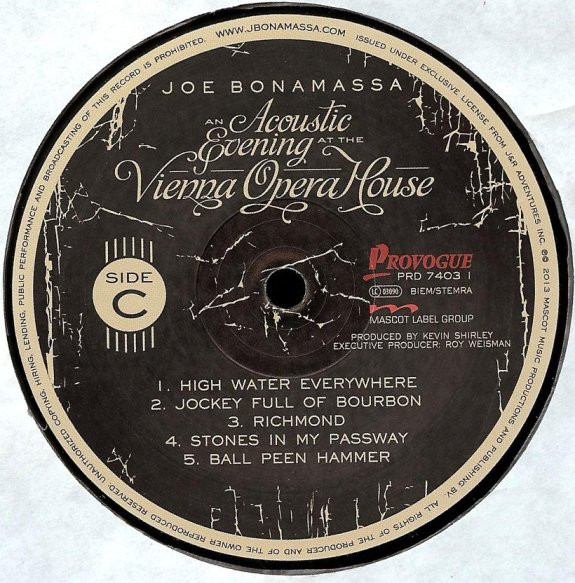 WWW.JBONAMASSA.COM
ISSUED UNDER EXCLUSIVE LICENSE FROM J&R ADVENTURES INC. ℗© 2013 MASCOT MUSIC PRODUCTIONS AND PUBLISHING BV. ALL RIGHTS OF THE PRODUCER AND OF THE OWNER REPRODUCED RESERVED. UNAUTHORIZED COPYING, HIRING, LENDING, PUBLIC PERFORMANCE AND BROADCASTING OF THIS RECORD IS PROHIBITED.
JOE BONAMASSA
AN Acoustic
Evening AT THE
Vienna Opera House
SIDE
C
PROVOGUE
PRD 7403 1
LC 03090 BIEM/STEMRA
MASCOT LABEL GROUP
PRODUCED BY KEVIN SHIRLEY
EXECUTIVE PRODUCER: ROY WEISMAN
1. HIGH WATER EVERYWHERE
2. JOCKEY FULL OF BOURBON
3. RICHMOND
4. STONES IN MY PASSWAY
5. BALL PEEN HAMMER